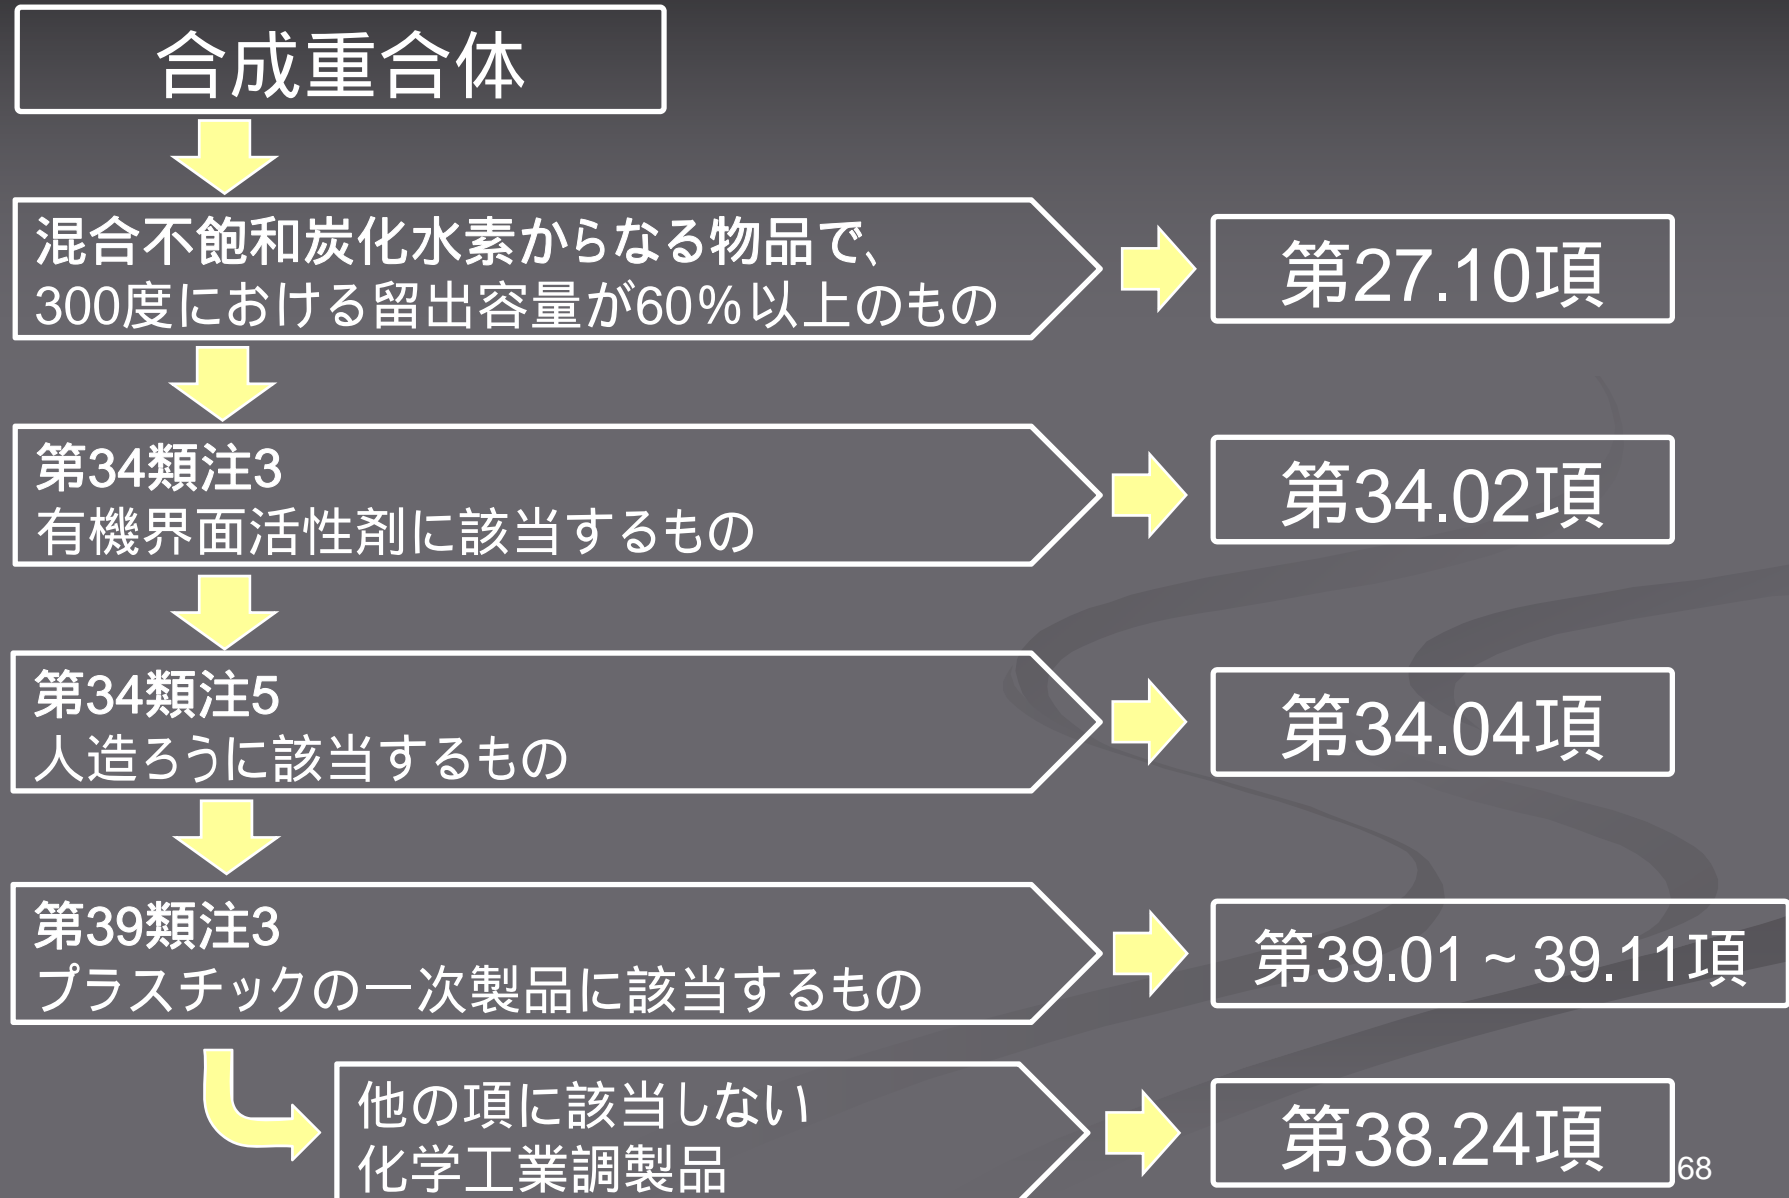 合成重合体
混合不飽和炭化水素からなる物品で、
300度における留出容量が60%以上のもの
第27.10項
第34類注3
有機界面活性剤に該当するもの
第34.02項
第34類注5
人造ろうに該当するもの
第34.04項
第39類注3
プラスチックの一次製品に該当するもの
第39.01 ~ 39.11項
他の項に該当しない
化学工業調製品
第38.24項
68